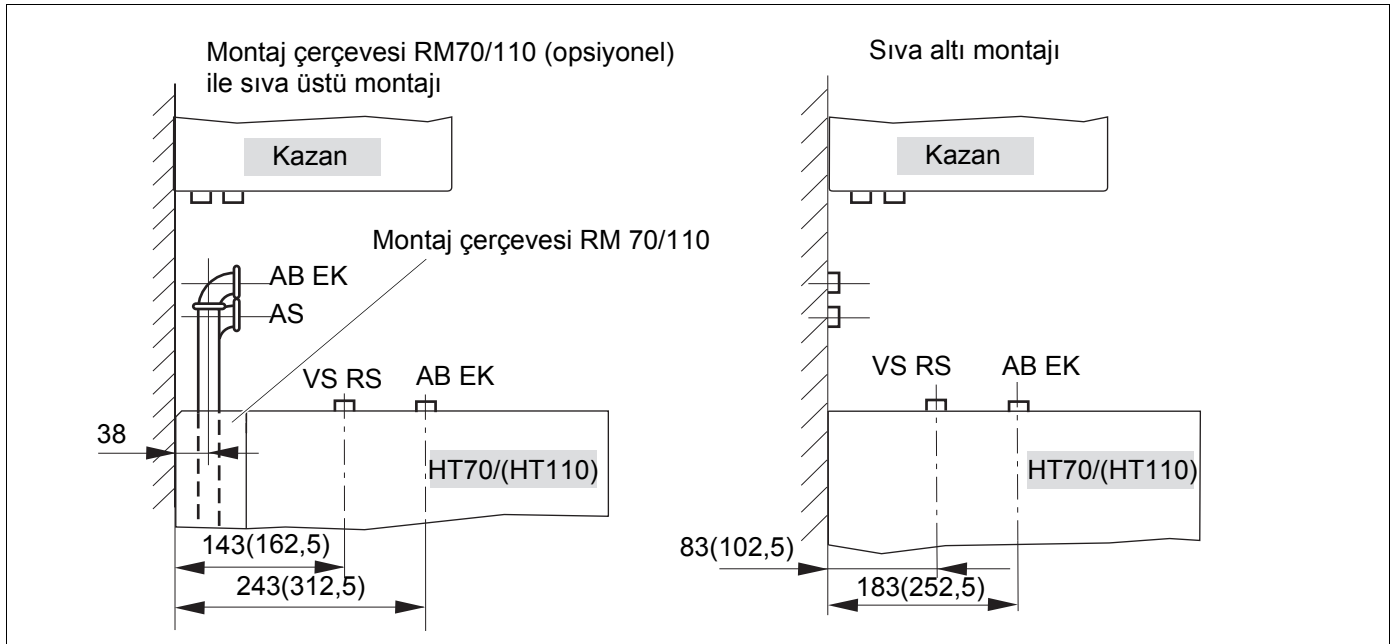 Montaj çerçevesi RM70/110 (opsiyonel)
ile sıva üstü montajı
Kazan
Montaj çerçevesi RM 70/110
AB EK
AS
VS RS
AB EK
38
HT70/(HT110)
143(162,5)
243(312,5)
Sıva altı montajı
Kazan
VS RS
AB EK
HT70/(HT110)
83(102,5)
183(252,5)